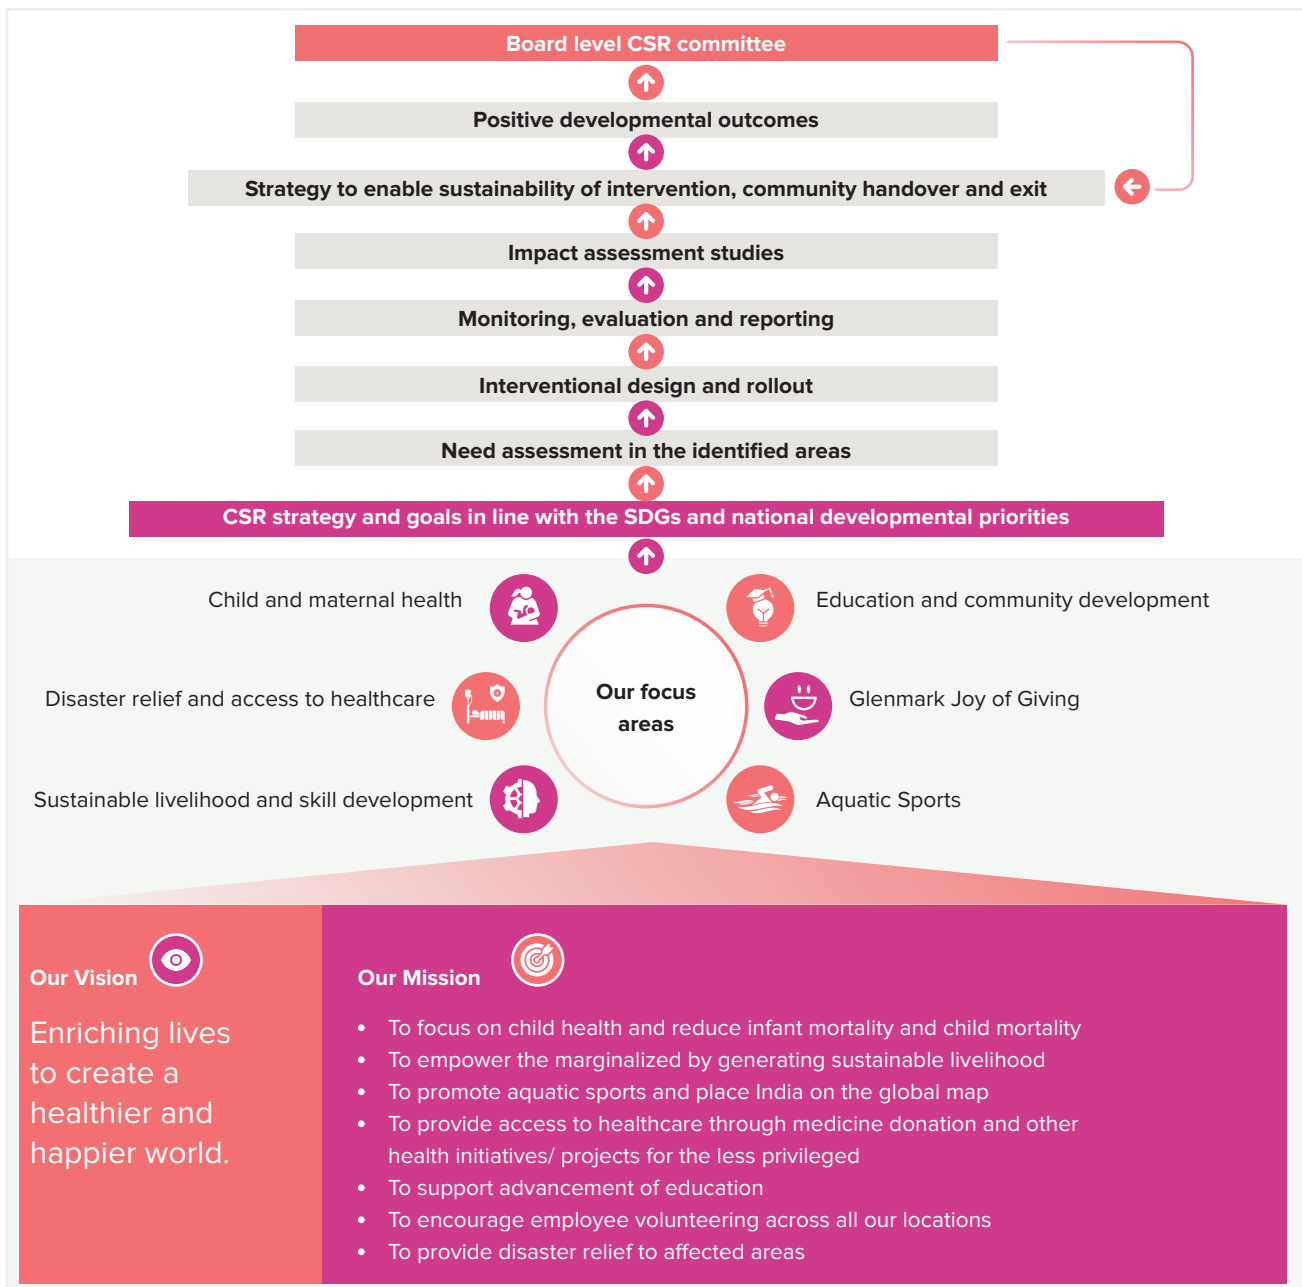 Board level CSR committee
Positive developmental outcomes
Strategy to enable sustainability of intervention, community handover and exit
Impact assessment studies
Monitoring, evaluation and reporting
Interventional design and rollout
Need assessment in the identified areas
CSR strategy and goals in line with the SDGs and national developmental priorities
Child and maternal health
Education and community development
Disaster relief and access to healthcare
Our focus
areas
Glenmark Joy of Giving
Sustainable livelihood and skill development
Aquatic Sports
Our Vision
Enriching lives
to create a
healthier and
happier world.
Our Mission
• To focus on child health and reduce infant mortality and child mortality
• To empower the marginalized by generating sustainable livelihood
• To promote aquatic sports and place India on the global map
• To provide access to healthcare through medicine donation and other
health initiatives/ projects for the less privileged
• To support advancement of education
• To encourage employee volunteering across all our locations
• To provide disaster relief to affected areas